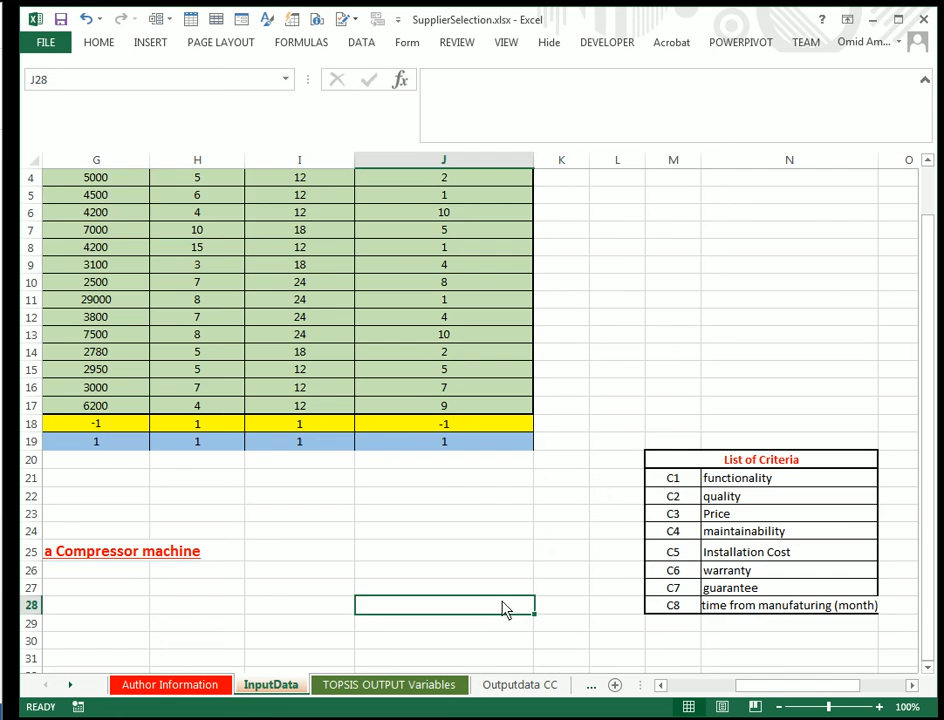 SupplierSelection.xlsx - Excel
?
FILE HOME INSERT PAGE LAYOUT FORMULAS DATA Form REVIEW VIEW Hide DEVELOPER Acrobat POWERPIVOT TEAM Omid Am...
J28 fx
G H I J K L M N O
4 5000 5 12 2
5 4500 6 12 1
6 4200 4 12 10
7 7000 10 18 5
8 4200 15 12 1
9 3100 3 18 4
10 2500 7 24 8
11 29000 8 24 1
12 3800 7 24 4
13 7500 8 24 10
14 2780 5 18 2
15 2950 5 12 5
16 3000 7 12 7
17 6200 4 12 9
18 -1 1 1 -1
19 1 1 1 1
20 List of Criteria
21 C1 functionality
22 C2 quality
23 C3 Price
24 C4 maintainability
25 a Compressor machine C5 Installation Cost
26 C6 warranty
27 C7 guarantee
28 C8 time from manufaturing (month)
29
30
31
Author Information InputData TOPSIS OUTPUT Variables Outputdata CC ...
READY 100%